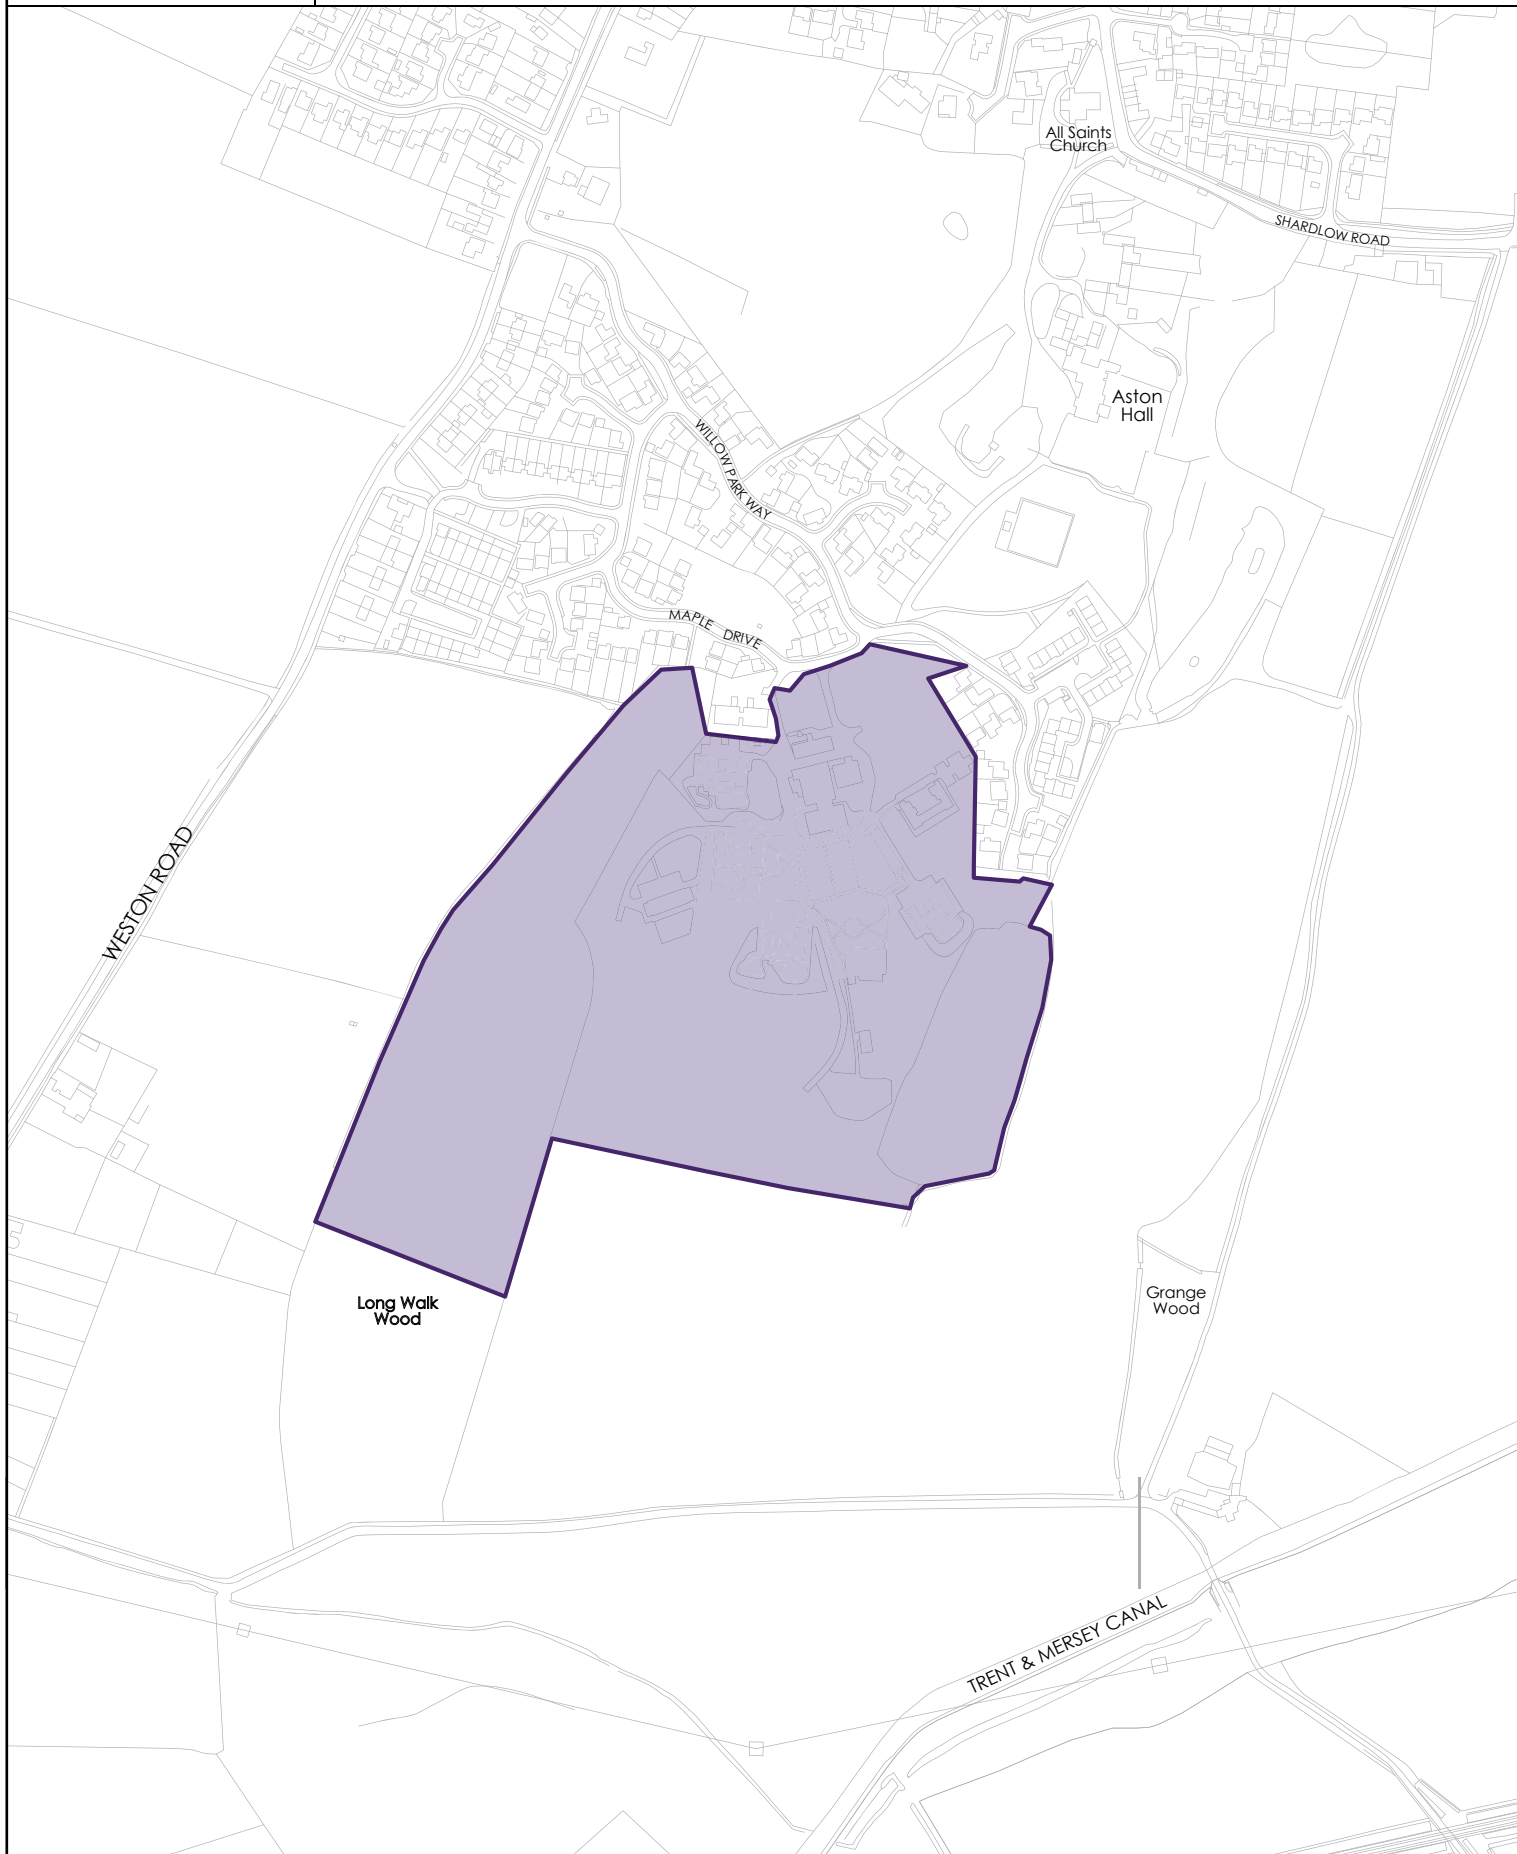 All Saints
Church
SHARDLOW ROAD
Aston
Hall
WILLOW PARK WAY
MAPLE DRIVE
WESTON ROAD
Long Walk
Wood
Grange
Wood
TRENT & MERSEY CANAL